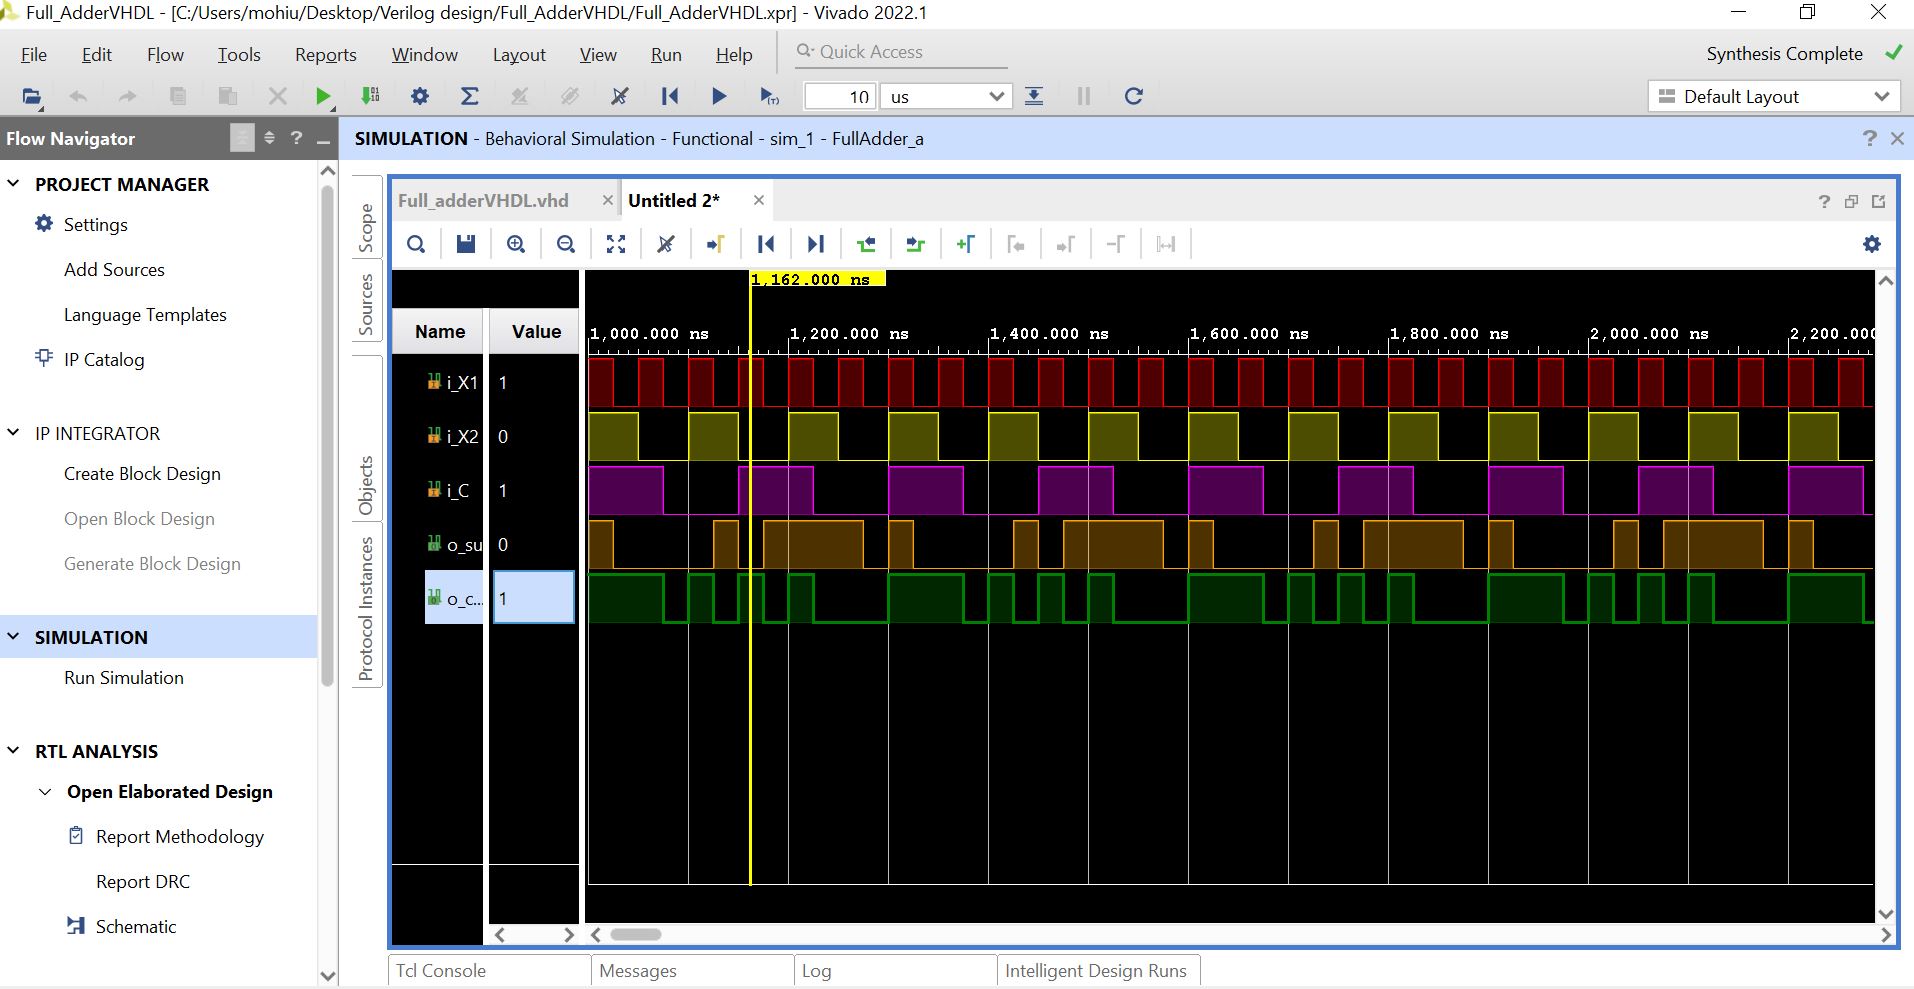 Full_AdderVHDL - [C:/Users/mohiu/Desktop/Verilog design/Full_AdderVHDL/Full_AdderVHDL.xpr] - Vivado 2022.1
File Edit Flow Tools Reports Window Layout View Run Help Quick Access Synthesis Complete
10 us Default Layout
Flow Navigator ? SIMULATION - Behavioral Simulation - Functional - sim_1 - FullAdder_a ?
PROJECT MANAGER
Settings
Add Sources
Language Templates
IP Catalog
IP INTEGRATOR
Create Block Design
Open Block Design
Generate Block Design
SIMULATION
Run Simulation
RTL ANALYSIS
Open Elaborated Design
Report Methodology
Report DRC
Schematic
Scope
Sources
Objects
Protocol Instances
Full_adderVHDL.vhd Untitled 2* ?
1,162.000 ns
Name Value 1,000.000 ns 1,200.000 ns 1,400.000 ns 1,600.000 ns 1,800.000 ns 2,000.000 ns 2,200.000
i_X1 1
i_X2 0
i_C 1
o_su 0
o_c... 1
Tcl Console Messages Log Intelligent Design Runs